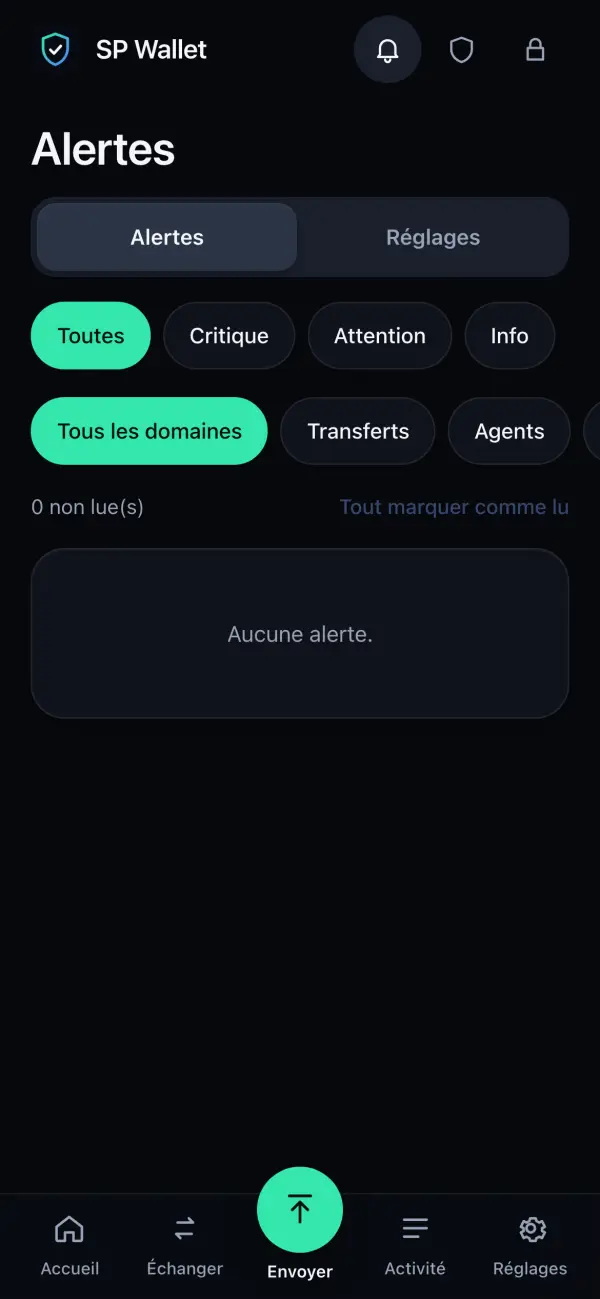 SP Wallet
Alertes
Alertes Réglages
Toutes Critique Attention Info
Tous les domaines Transferts Agents
0 non lue(s) Tout marquer comme lu
Aucune alerte.
Accueil Échanger Envoyer Activité Réglages